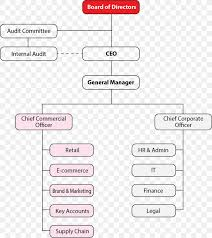 Board of Directors
Audit Committee
Internal Audit
CEO
General Manager
Chief Commercial
Officer
Chief Corporate
Officer
Retail
HR & Admin
E-commerce
IT
Brand & Marketing
Finance
Key Accounts
Legal
Supply Chain